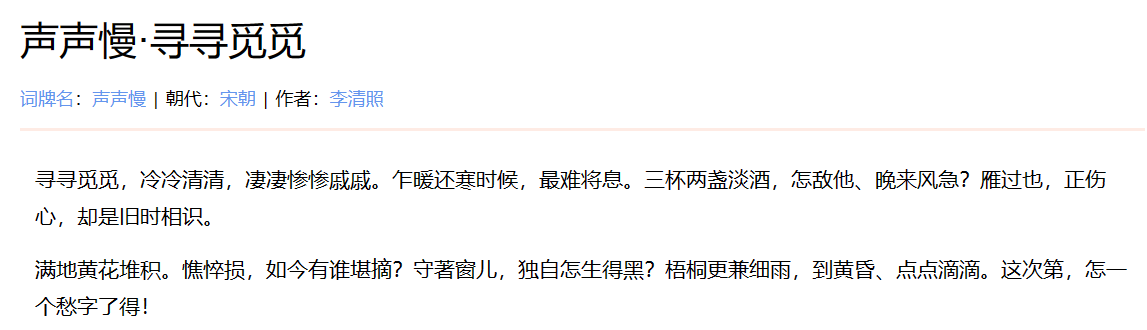 声声慢·寻寻觅觅
词牌名：声声慢 | 朝代：宋朝 | 作者：李清照
寻寻觅觅，冷冷清清，凄凄惨惨戚戚。乍暖还寒时候，最难将息。三杯两盏淡酒，怎敌他、晚来风急？雁过也，正伤
心，却是旧时相识。
满地黄花堆积。憔悴损，如今有谁堪摘？守著窗儿，独自怎生得黑？梧桐更兼细雨，到黄昏、点点滴滴。这次第，怎一
个愁字了得！